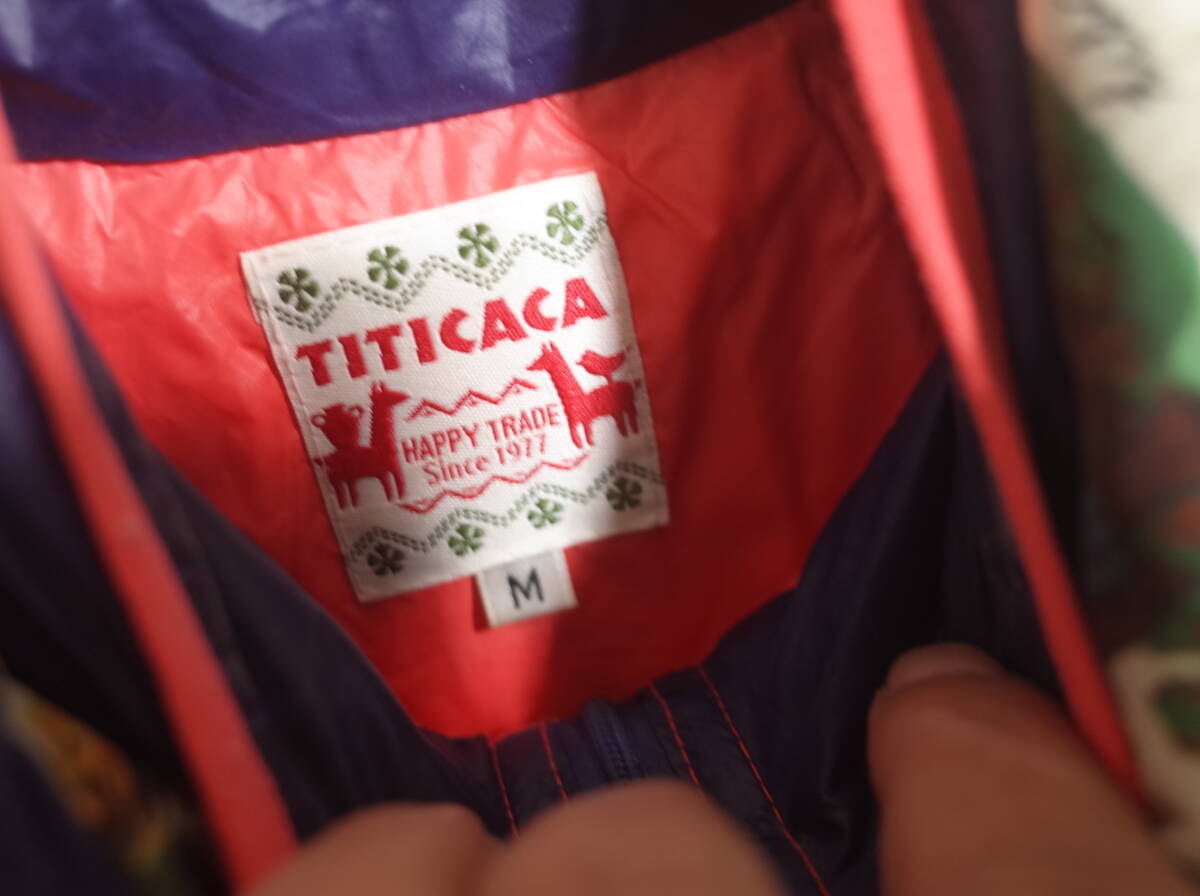 TITICACA
HAPPY TRADE
Since 1977
M